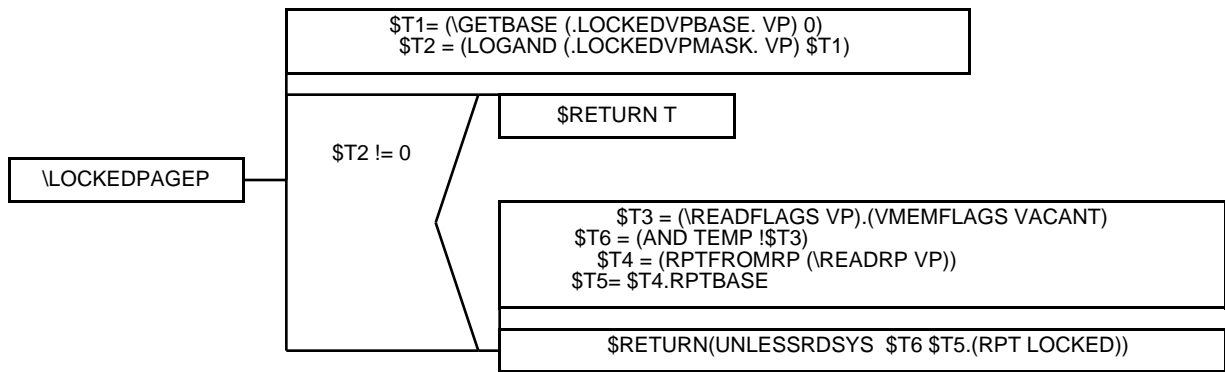 $T1= (\GETBASE (.LOCKEDVPBASE. VP) 0)
$T2 = (LOGAND (.LOCKEDVPMASK. VP) $T1)
$RETURN T
$T2 != 0
\LOCKEDPAGEP
$T3 = (\READFLAGS VP).(VMEMFLAGS VACANT)
$T6 = (AND TEMP !$T3)
$T4 = (RPTFROMRP (\READRP VP))
$T5= $T4.RPTBASE
$RETURN(UNLESSRDSYS $T6 $T5.(RPT LOCKED))